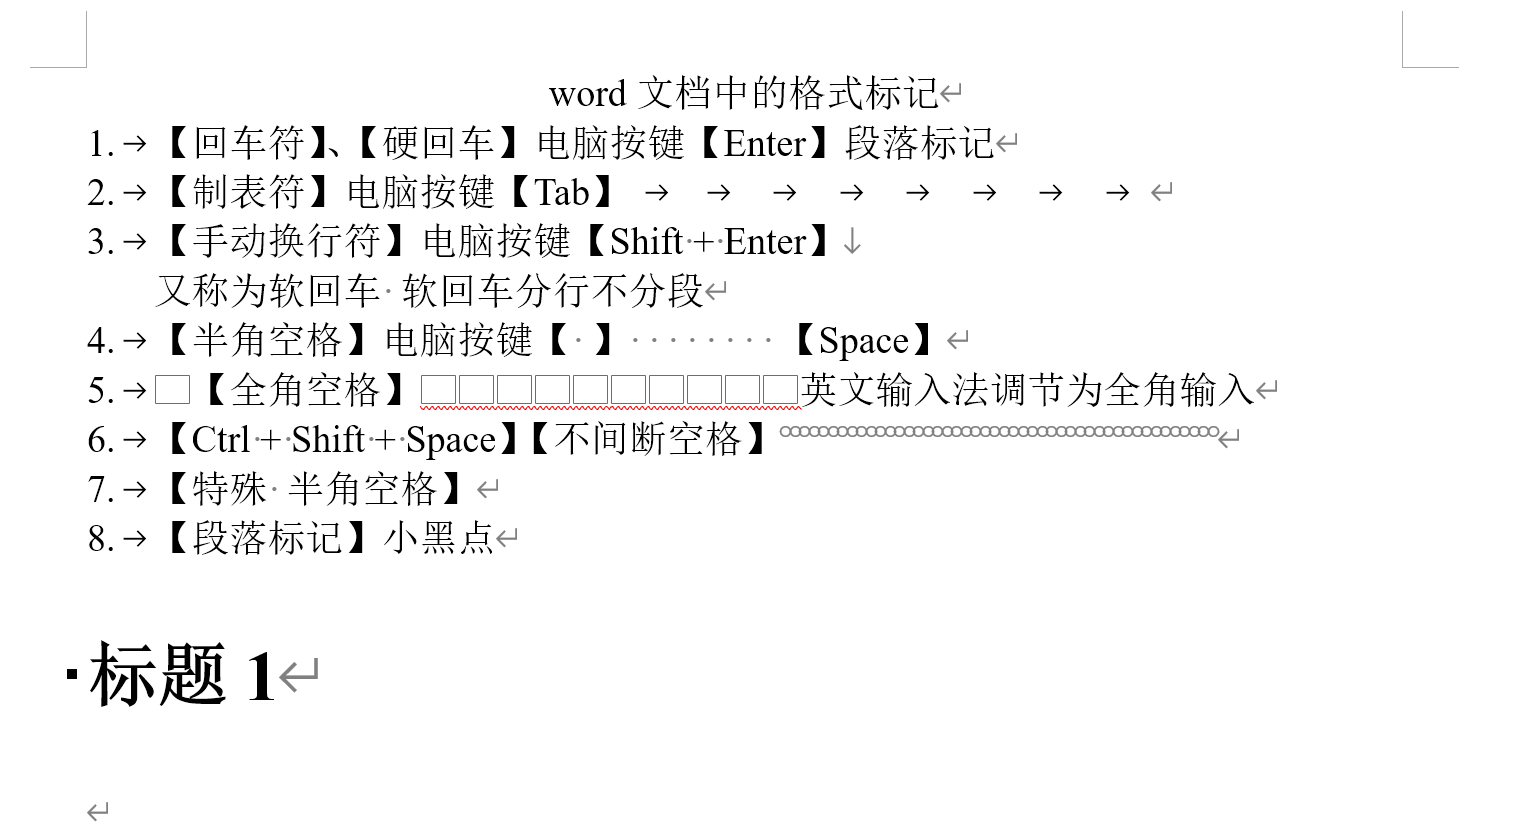 word 文档中的格式标记↵
1.→【回车符】、【硬回车】电脑按键【Enter】段落标记↵
2.→【制表符】电脑按键【Tab】 → → → → → → → → ↵
3.→【手动换行符】电脑按键【Shift·+·Enter】↓
又称为软回车· 软回车分行不分段↵
4.→【半角空格】电脑按键【·】········【Space】↵
5.→□【全角空格】□□□□□□□□□□英文输入法调节为全角输入↵
6.→【Ctrl·+·Shift·+·Space】【不间断空格】°°°°°°°°°°°°°°°°°°°°°°°°°°°°°°°°°°°°°°°°°°°°°°↵
7.→【特殊· 半角空格】↵
8.→【段落标记】小黑点↵
▪标题 1↵
↵